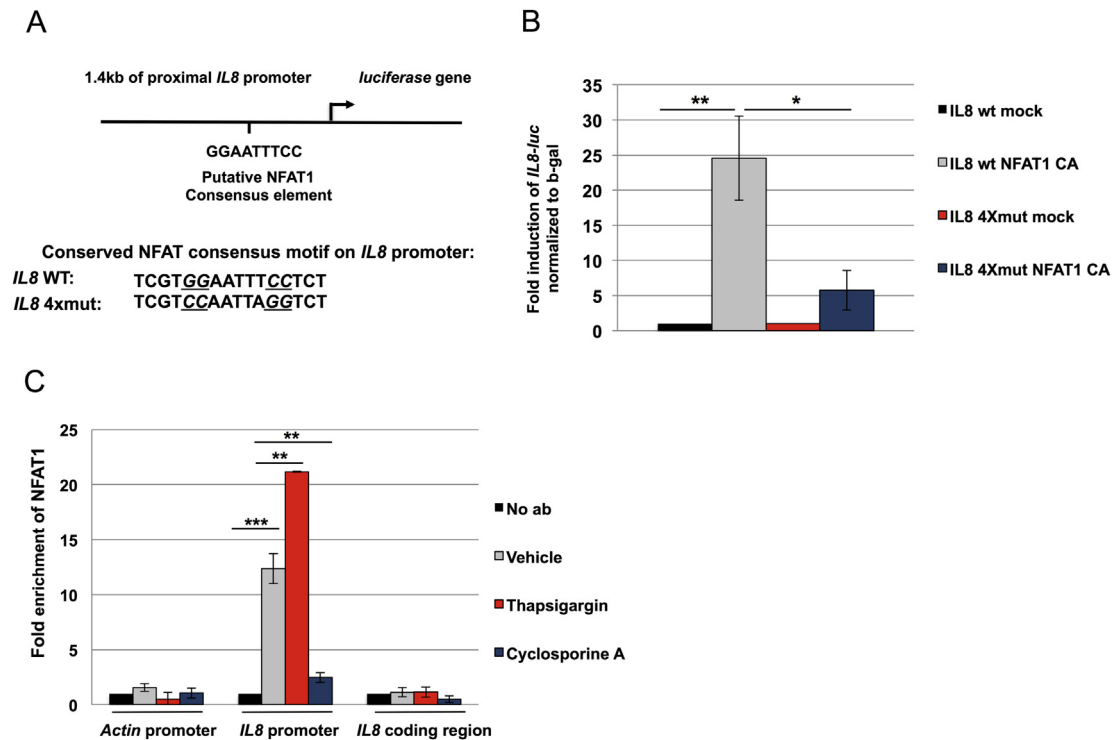 A
1.4kb of proximal IL8 promoter
luciferase gene
GGAATTTCC
Putative NFAT1
Consensus element
Conserved NFAT consensus motif on IL8 promoter:
IL8 WT: TCGTGGAATTTCCTCT
IL8 4xmut: TCGTCCAATTAGGTCT
B
Fold induction of IL8-luc
normalized to b-gal
35
30
25
20
15
10
5
0
**
*
IL8 wt mock
IL8 wt NFAT1 CA
IL8 4Xmut mock
IL8 4Xmut NFAT1 CA
C
Fold enrichment of NFAT1
25
20
15
10
5
0
**
**
***
Actin promoter
IL8 promoter
IL8 coding region
No ab
Vehicle
Thapsigargin
Cyclosporine A